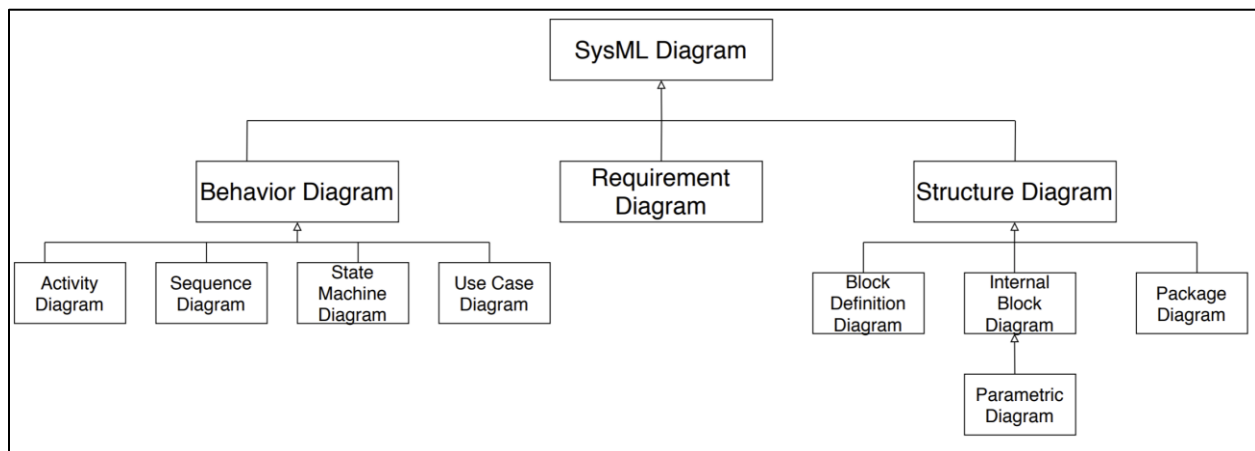 SysML Diagram
Behavior Diagram
Requirement
Diagram
Structure Diagram
Activity
Diagram
Sequence
Diagram
State
Machine
Diagram
Use Case
Diagram
Block
Definition
Diagram
Internal
Block
Diagram
Package
Diagram
Parametric
Diagram